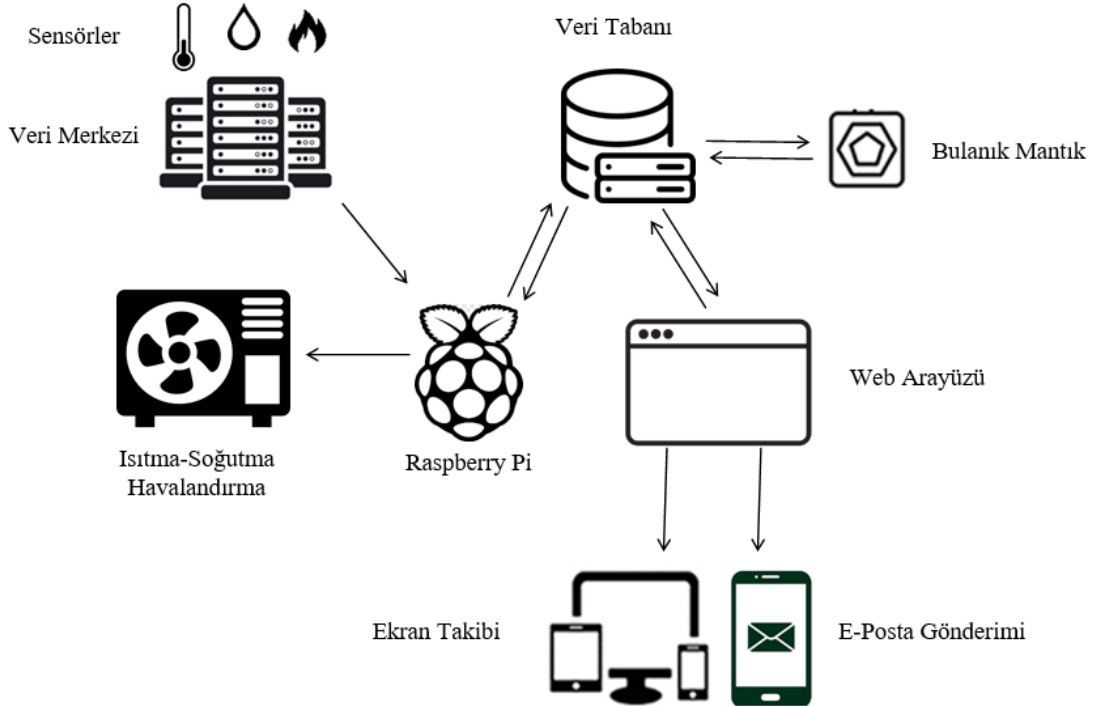 Sensörler
Veri Tabanı
Veri Merkezi
Bulanık Mantık
Web Arayüzü
Isıtma-Soğutma
Havalandırma
Raspberry Pi
Ekran Takibi
E-Posta Gönderimi